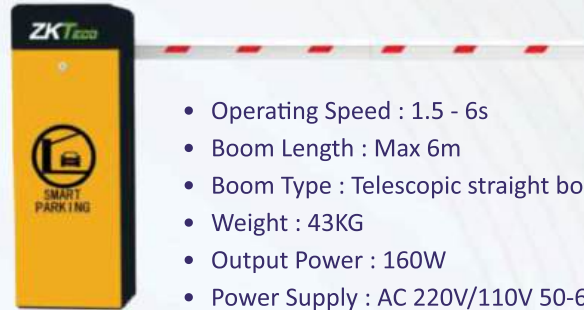 ZKTeco
SMART
PARKING
• Operating Speed : 1.5 - 6s
• Boom Length : Max 6m
• Boom Type : Telescopic straight bo
• Weight : 43KG
• Output Power : 160W
• Power Supply : AC 220V/110V 50-6